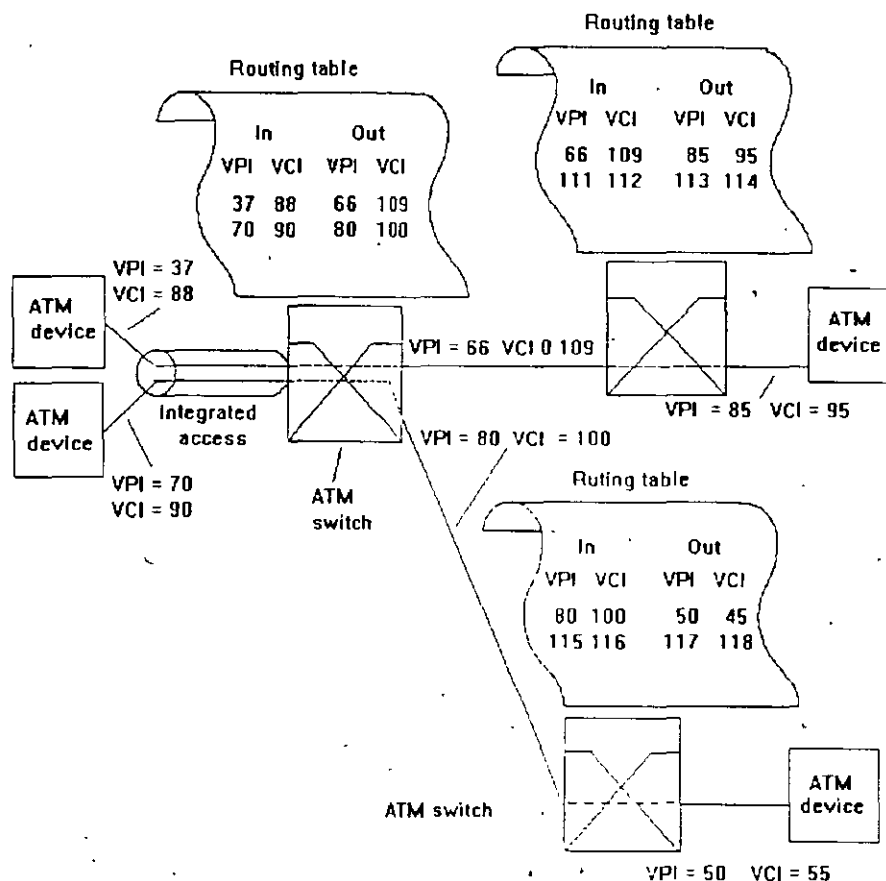 Routing table
In Out
VPI VCI VPI VCI
66 109 85 95
111 112 113 114
Routing table
In Out
VPI VCI VPI VCI
37 88 66 109
70 90 80 100
VPI = 37
VCI = 88
ATM
device
ATM
device
VPI = 70
VCI = 90
Integrated
access
ATM
switch
VPI = 66 VCI 0 109
ATM
device
VPI = 85 VCI = 95
VPI = 80 VCI = 100
Ruting table
In Out
VPI VCI VPI VCI
80 100 50 45
115 116 117 118
ATM switch
ATM
device
VPI = 50 VCI = 55